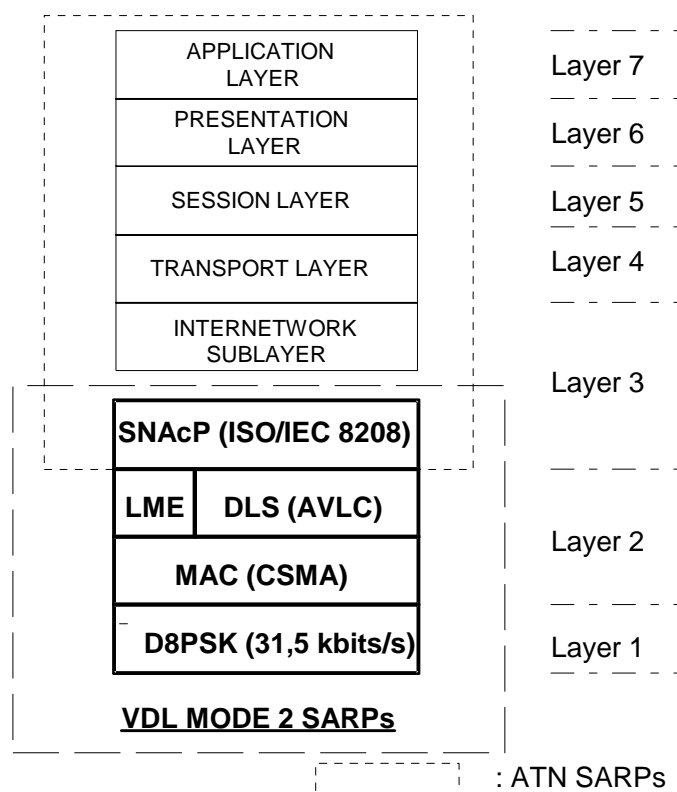 APPLICATION
LAYER
Layer 7
PRESENTATION
LAYER
Layer 6
SESSION LAYER
Layer 5
TRANSPORT LAYER
Layer 4
INTERNETWORK
SUBLAYER
Layer 3
SNAcP (ISO/IEC 8208)
LME
DLS (AVLC)
Layer 2
MAC (CSMA)
D8PSK (31,5 kbits/s)
Layer 1
VDL MODE 2 SARPs
: ATN SARPs